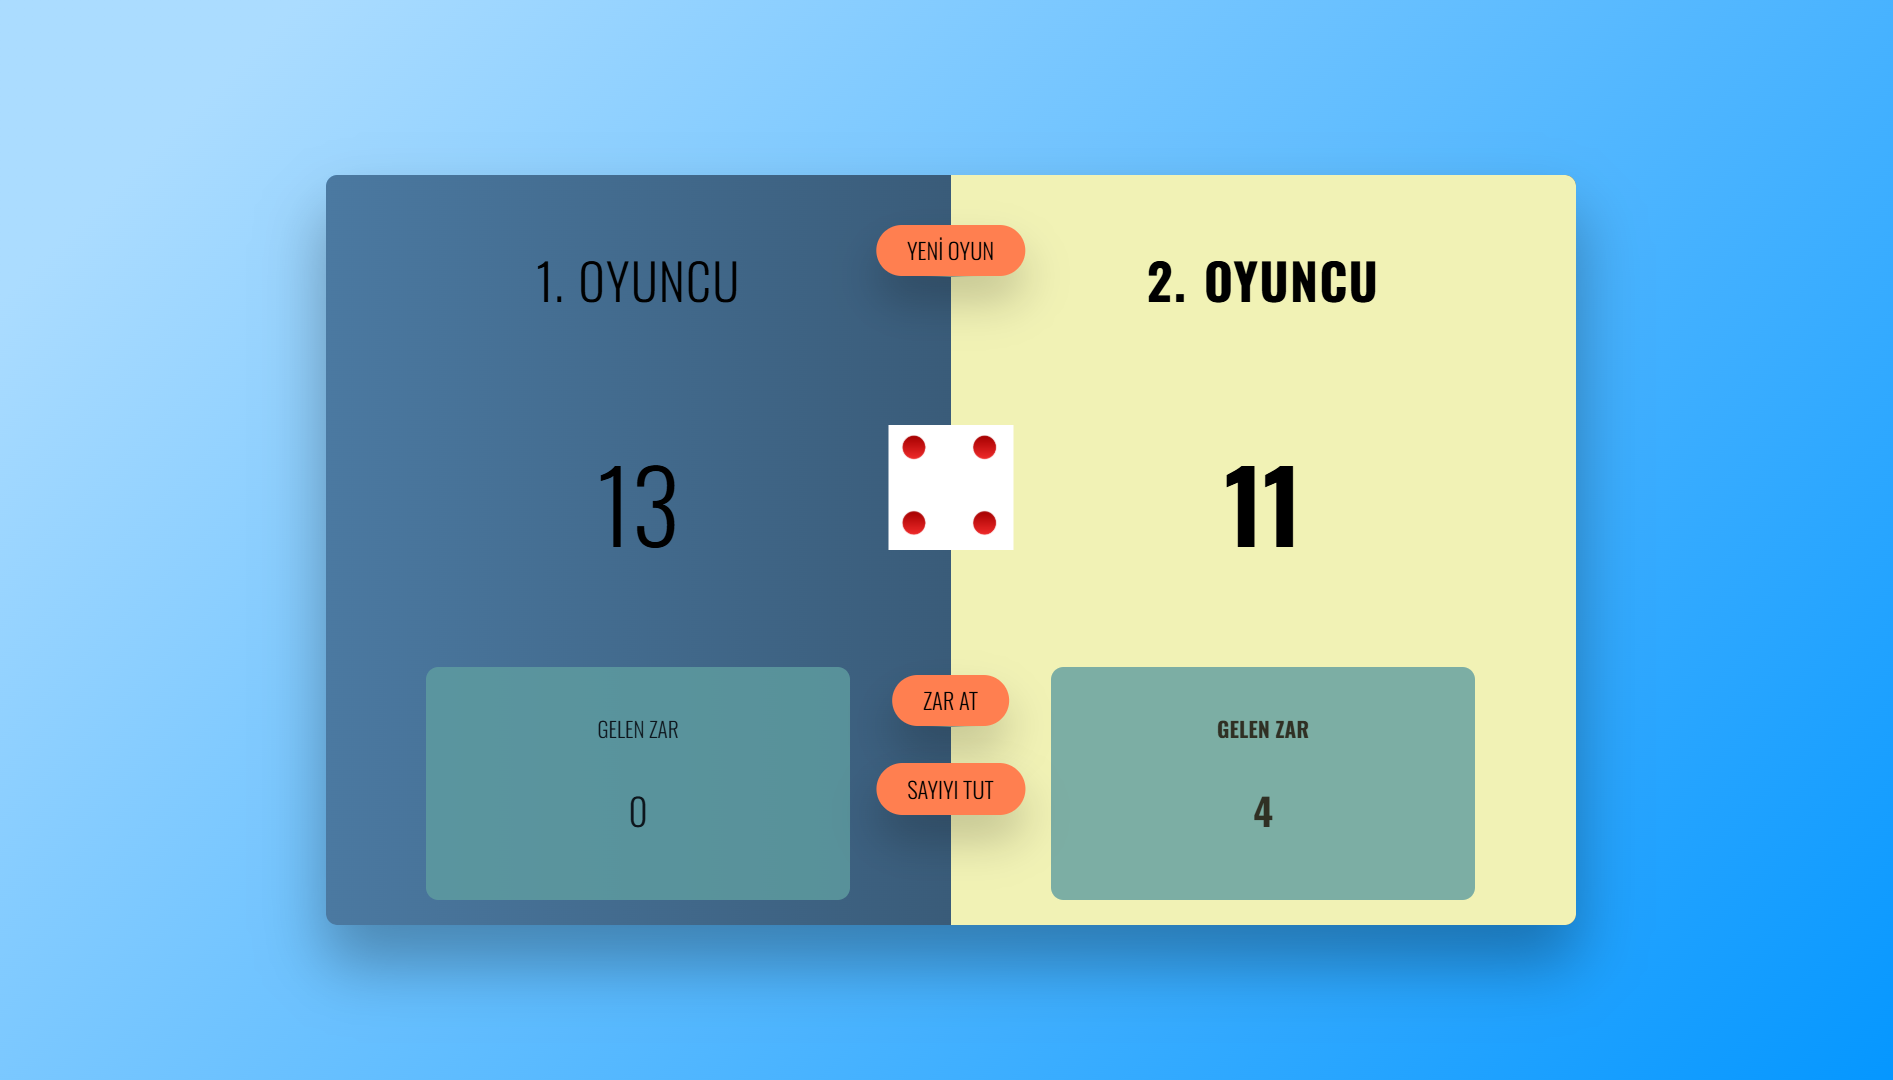 YENİ OYUN
1. OYUNCU
2. OYUNCU
13
11
ZAR AT
GELEN ZAR
GELEN ZAR
SAYIYI TUT
0
4